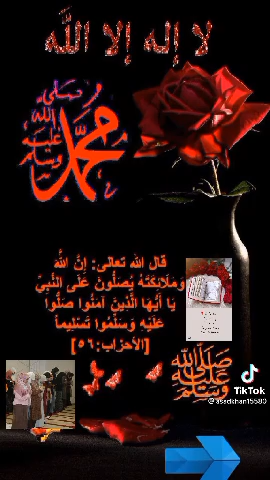 لا إله إلا الله
محمد
صلى الله عليه وسلم
قال الله تعالى: إِنَّ اللَّهَ
وَمَلَائِكَتَهُ يُصَلُّونَ عَلَى النَّبِيِّ
يَا أَيُّهَا الَّذِينَ آمَنُوا صَلُّوا
عَلَيْهِ وَسَلِّمُوا تَسْلِيماً
[الأحزاب:٥٦]
صلى الله عليه وسلم
TikTok
@asadkhan15580